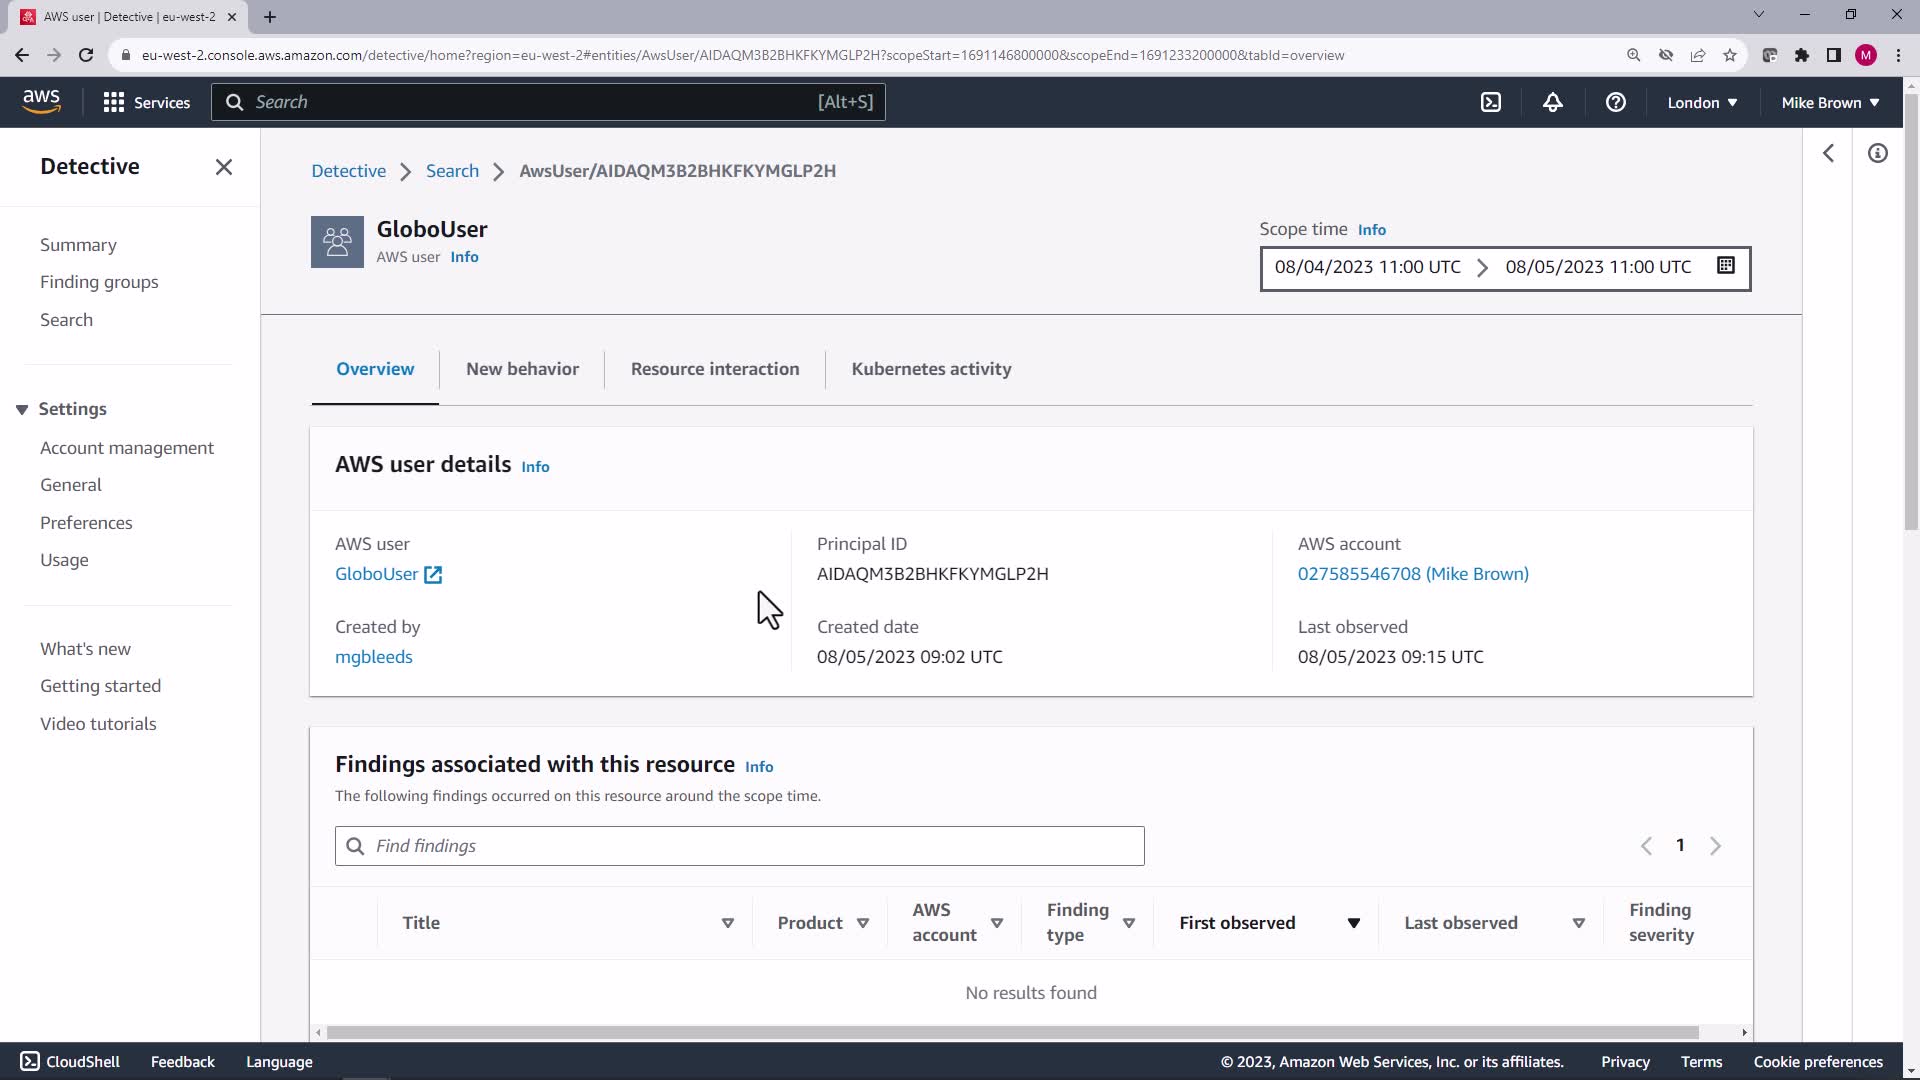 AWS user | Detective | eu-west-2
eu-west-2.console.aws.amazon.com/detective/home?region=eu-west-2#entities/AwsUser/AIDAQM3B2BHKFKYMGLP2H?scopeStart=1691146800000&scopeEnd=1691233200000&tabId=overview
M
aws
Services
Search
[Alt+S]
London
Mike Brown
Detective
Summary
Finding groups
Search
Settings
Account management
General
Preferences
Usage
What's new
Getting started
Video tutorials
Detective
Search
AwsUser/AIDAQM3B2BHKFKYMGLP2H
GloboUser
AWS user Info
Scope time Info
08/04/2023 11:00 UTC
08/05/2023 11:00 UTC
Overview
New behavior
Resource interaction
Kubernetes activity
AWS user details Info
AWS user
GloboUser
Principal ID
AIDAQM3B2BHKFKYMGLP2H
AWS account
027585546708 (Mike Brown)
Created by
mgbleeds
Created date
08/05/2023 09:02 UTC
Last observed
08/05/2023 09:15 UTC
Findings associated with this resource Info
The following findings occurred on this resource around the scope time.
Find findings
1
Title
Product
AWS
account
Finding
type
First observed
Last observed
Finding
severity
No results found
CloudShell
Feedback
Language
© 2023, Amazon Web Services, Inc. or its affiliates.
Privacy
Terms
Cookie preferences